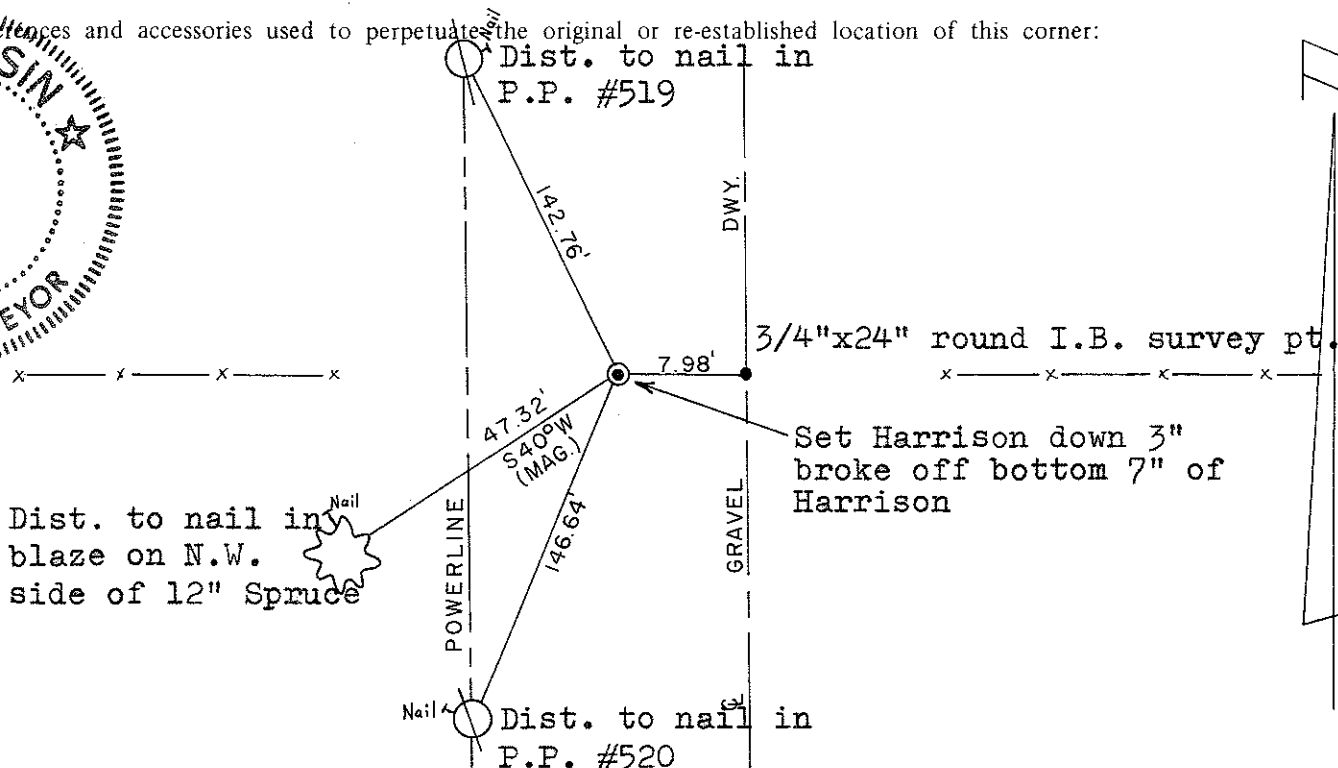 erences and accessories used to perpetuate the original or re-established location of this corner:
Nail
Dist. to nail in
P.P. #519
SIN
EYOR
142.76'
DWY.
3/4"x24" round I.B. survey pt.
7.98'
47.32'
S40°W
(MAG.)
Set Harrison down 3"
broke off bottom 7" of
Harrison
Nail
Dist. to nail in
blaze on N.W.
side of 12" Spruce
POWERLINE
146.64'
GRAVEL
℄
Nail
Dist. to nail in
P.P. #520